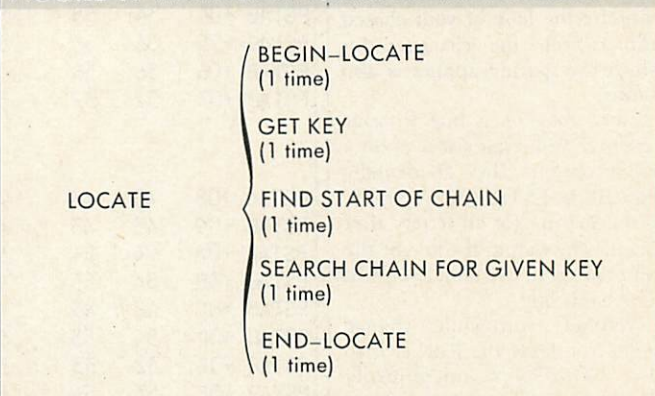 BEGIN–LOCATE
(1 time)
GET KEY
(1 time)
LOCATE
FIND START OF CHAIN
(1 time)
SEARCH CHAIN FOR GIVEN KEY
(1 time)
END–LOCATE
(1 time)